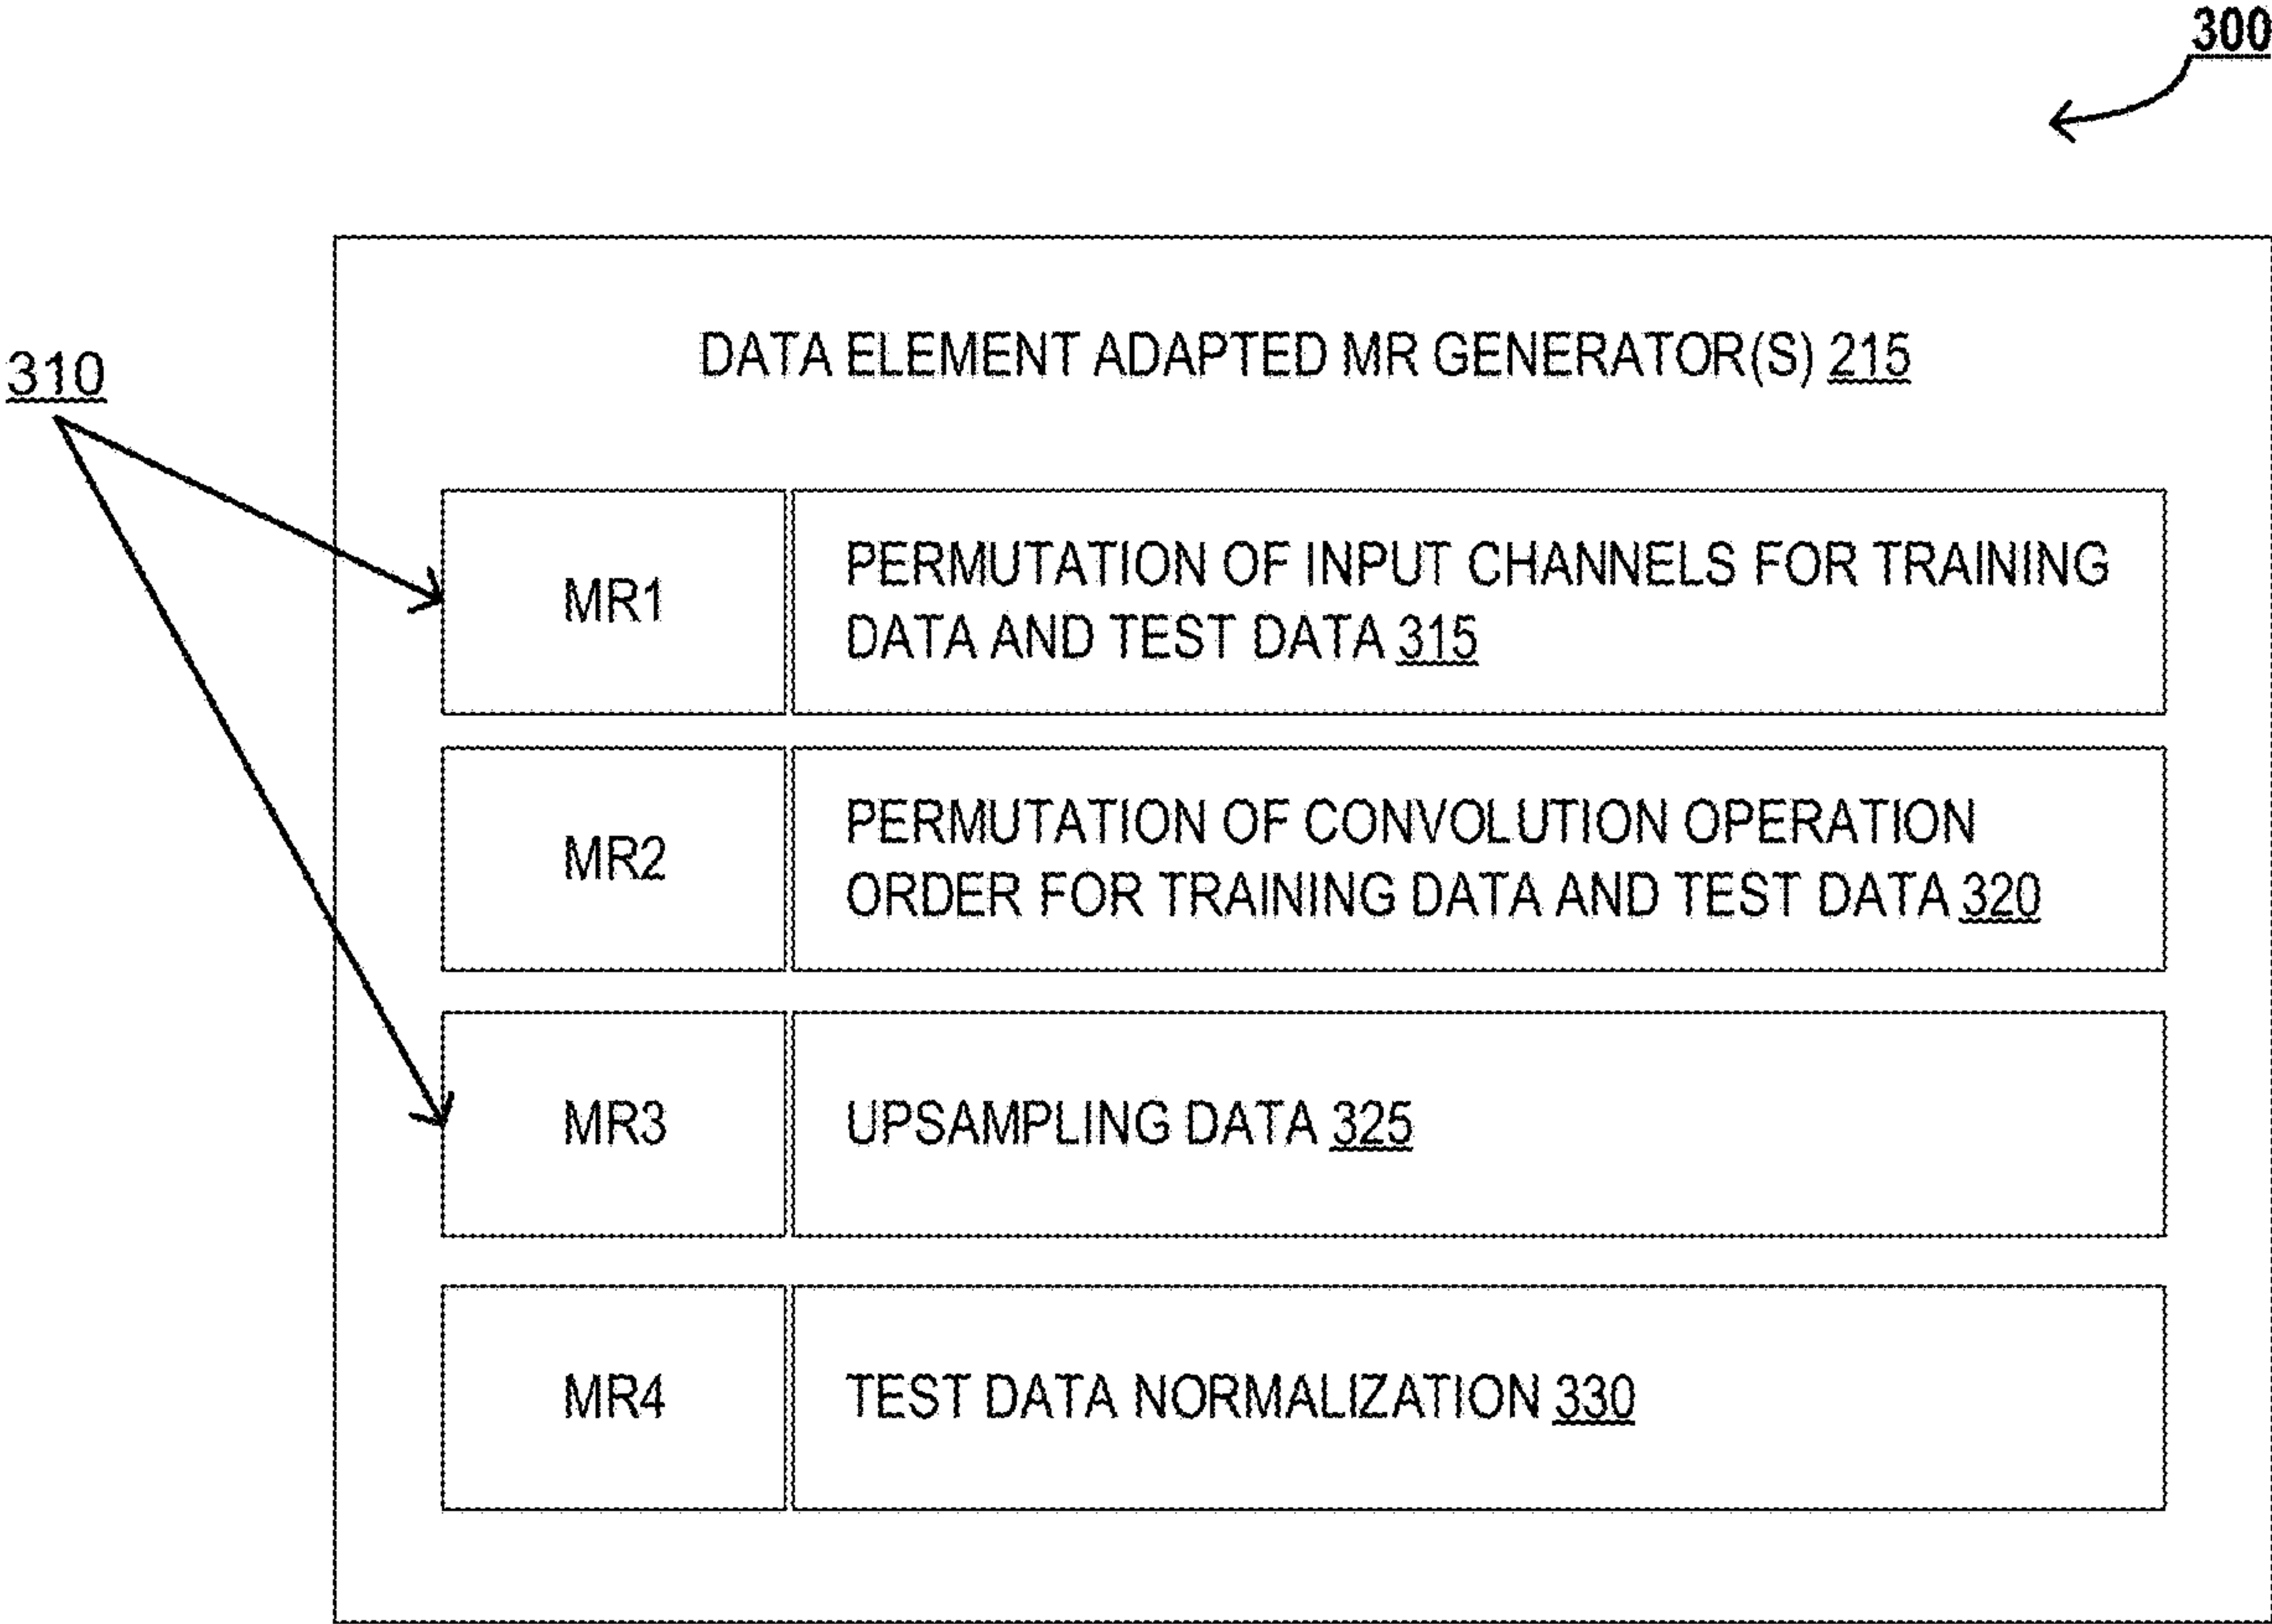 300
DATA ELEMENT ADAPTED MR GENERATOR(S) 215
310
MR1
PERMUTATION OF INPUT CHANNELS FOR TRAINING
DATA AND TEST DATA 315
MR2
PERMUTATION OF CONVOLUTION OPERATION
ORDER FOR TRAINING DATA AND TEST DATA 320
MR3
UPSAMPLING DATA 325
MR4
TEST DATA NORMALIZATION 330